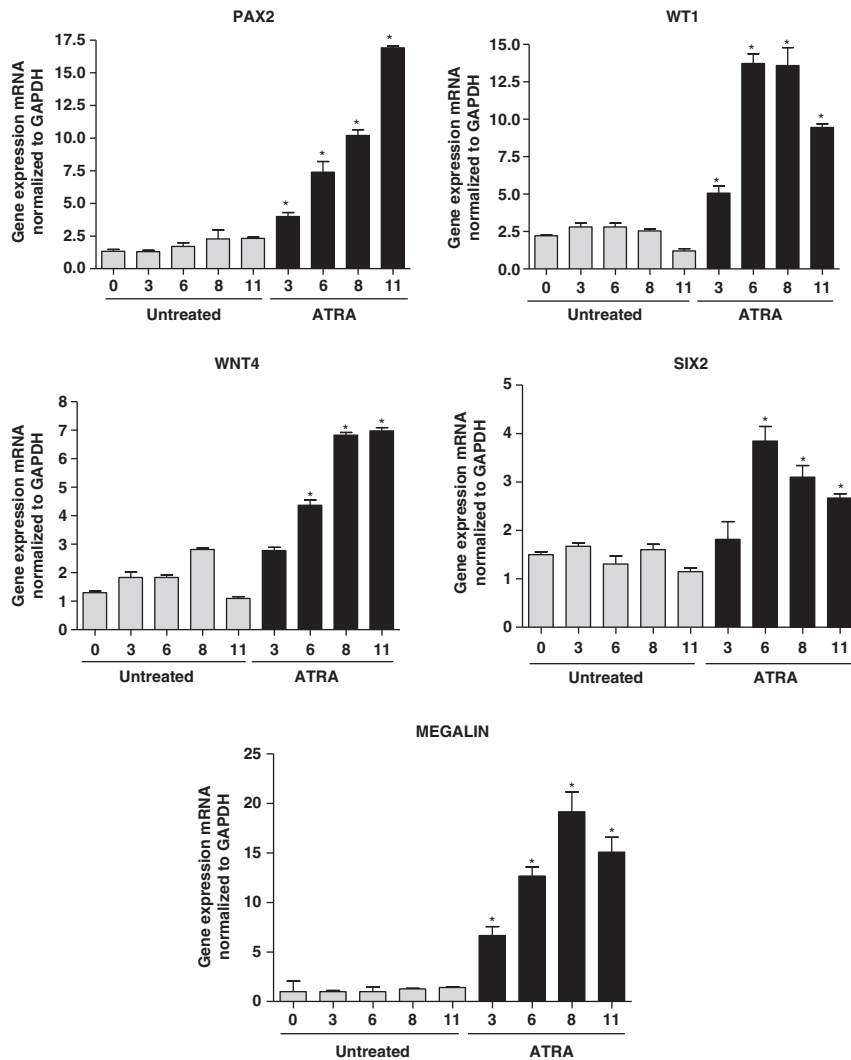 PAX2
Gene expression mRNA
normalized to GAPDH
17.5
15.0
12.5
10.0
7.5
5.0
2.5
0.0
* * * * *
0 3 6 8 11 3 6 8 11
Untreated ATRA
WT1
Gene expression mRNA
normalized to GAPDH
15.0
12.5
10.0
7.5
5.0
2.5
0.0
* * * *
0 3 6 8 11 3 6 8 11
Untreated ATRA
WNT4
Gene expression mRNA
normalized to GAPDH
8
7
6
5
4
3
2
1
0
* * *
0 3 6 8 11 3 6 8 11
Untreated ATRA
SIX2
Gene expression mRNA
normalized to GAPDH
5
4
3
2
1
0
* * *
0 3 6 8 11 3 6 8 11
Untreated ATRA
MEGALIN
Gene expression mRNA
normalized to GAPDH
25
20
15
10
5
0
* * * *
0 3 6 8 11 3 6 8 11
Untreated ATRA